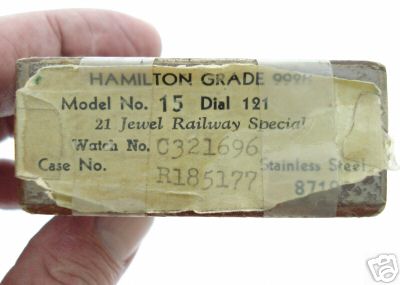 HAMILTON GRADE
Model No. 15 Dial 121
21 Jewel Railway Special
Watch No. C321696
Case No. R185177 Stainless Steel
ebY